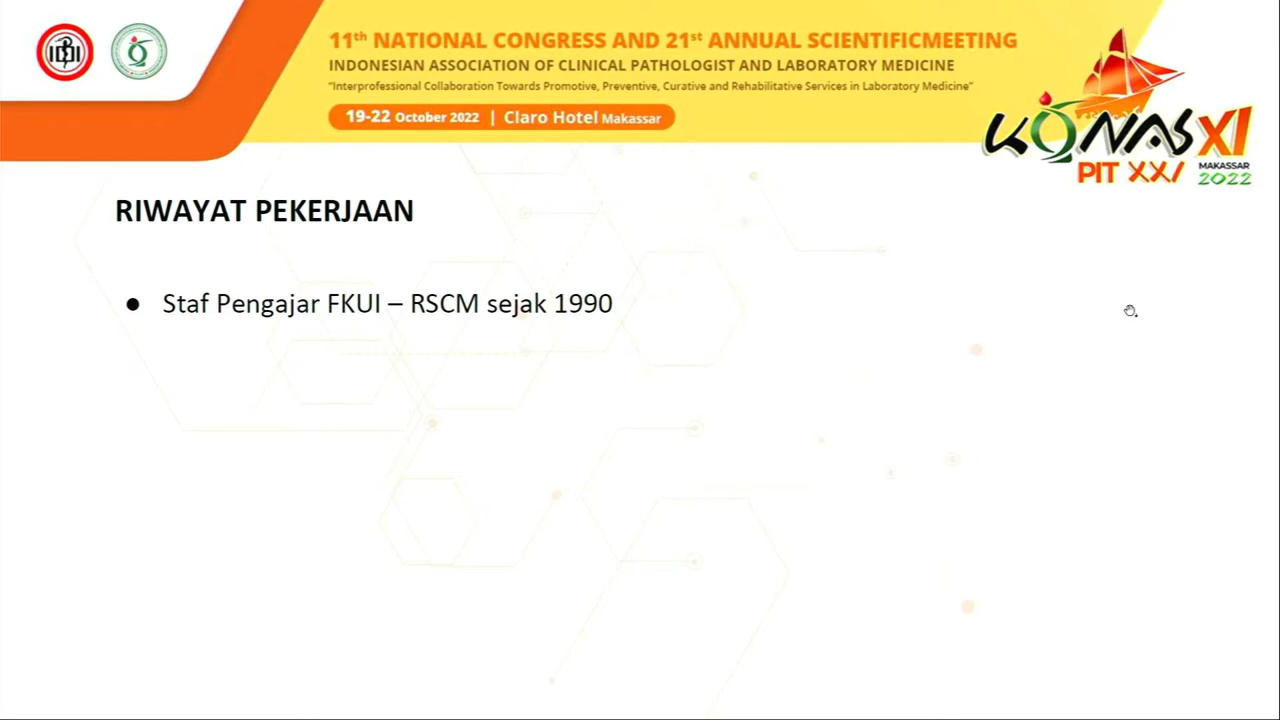 11th NATIONAL CONGRESS AND 21st ANNUAL SCIENTIFICMEETING
INDONESIAN ASSOCIATION OF CLINICAL PATHOLOGIST AND LABORATORY MEDICINE
"Interprofessional Collaboration Towards Promotive, Preventive, Curative and Rehabilitative Services in Laboratory Medicine"
19-22 October 2022 | Claro Hotel Makassar
KONAS XI
PIT XXI
MAKASSAR
2022
RIWAYAT PEKERJAAN
● Staf Pengajar FKUI – RSCM sejak 1990